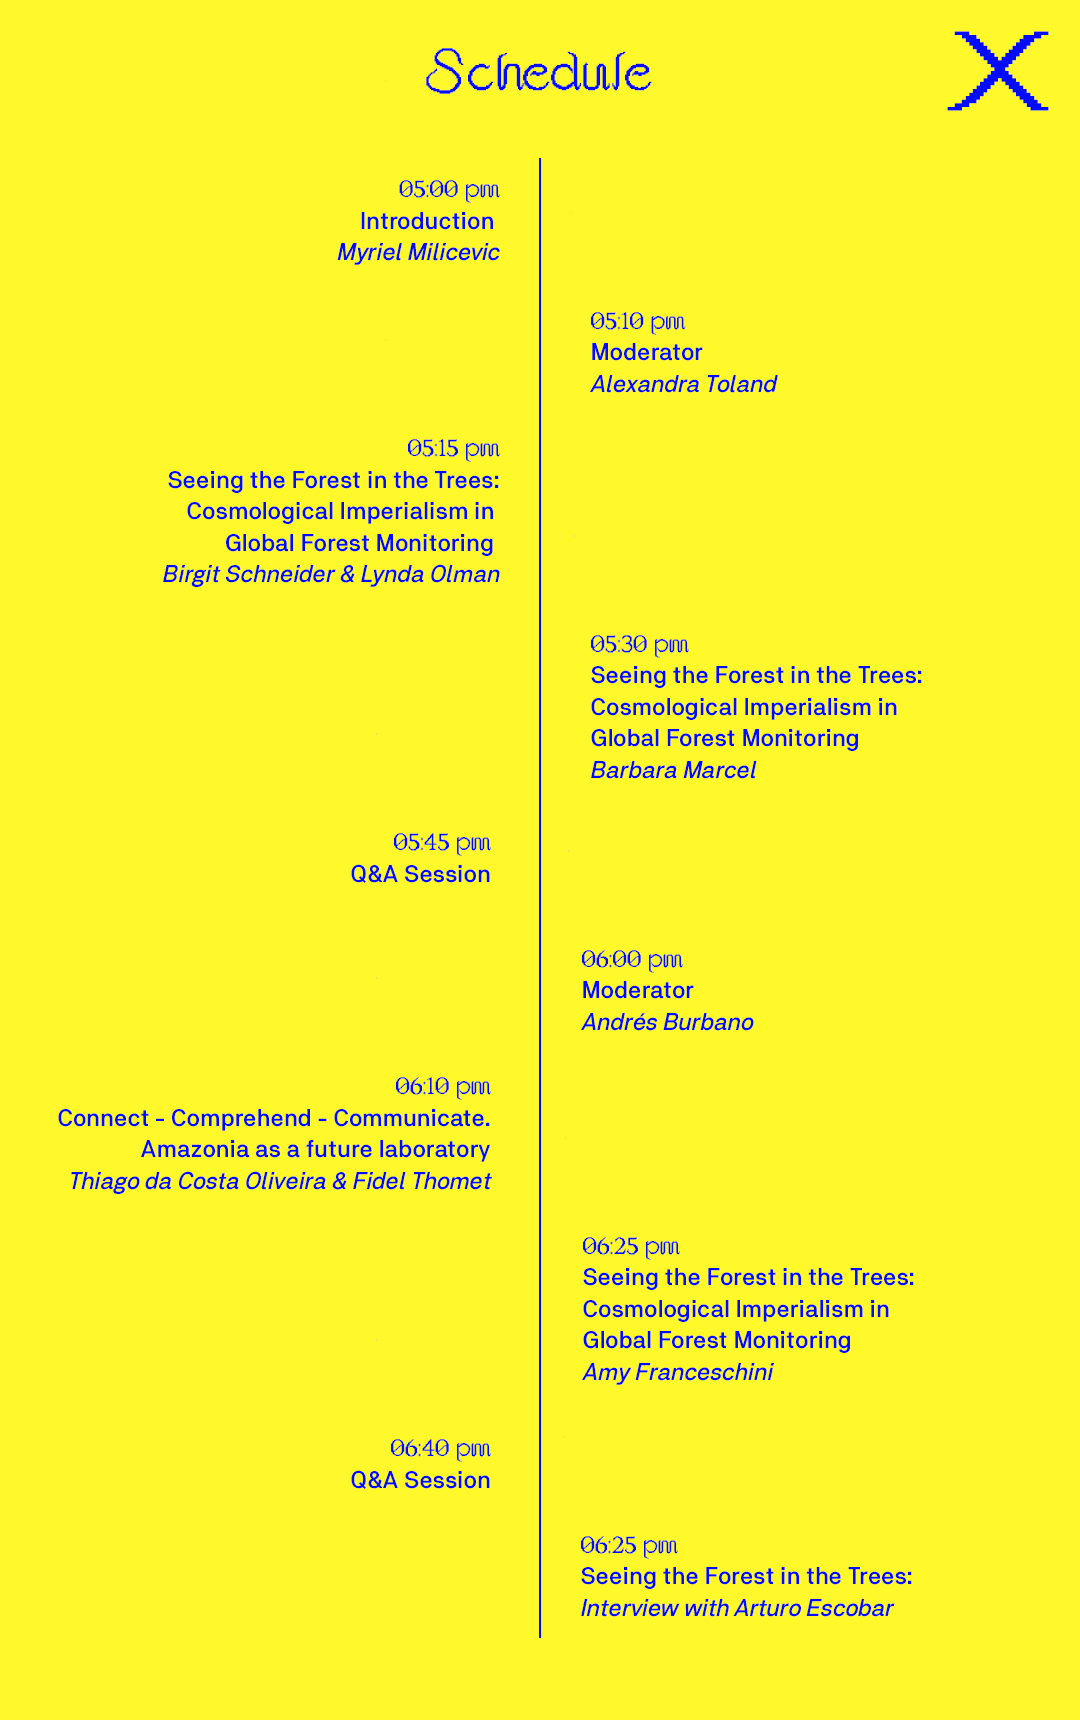 Schedule
X
05:00 pm
Introduction
Myriel Milicevic
05:10 pm
Moderator
Alexandra Toland
05:15 pm
Seeing the Forest in the Trees:
Cosmological Imperialism in
Global Forest Monitoring
Birgit Schneider & Lynda Olman
05:30 pm
Seeing the Forest in the Trees:
Cosmological Imperialism in
Global Forest Monitoring
Barbara Marcel
05:45 pm
Q&A Session
06:00 pm
Moderator
Andrés Burbano
06:10 pm
Connect - Comprehend - Communicate.
Amazonia as a future laboratory
Thiago da Costa Oliveira & Fidel Thomet
06:25 pm
Seeing the Forest in the Trees:
Cosmological Imperialism in
Global Forest Monitoring
Amy Franceschini
06:40 pm
Q&A Session
06:25 pm
Seeing the Forest in the Trees:
Interview with Arturo Escobar